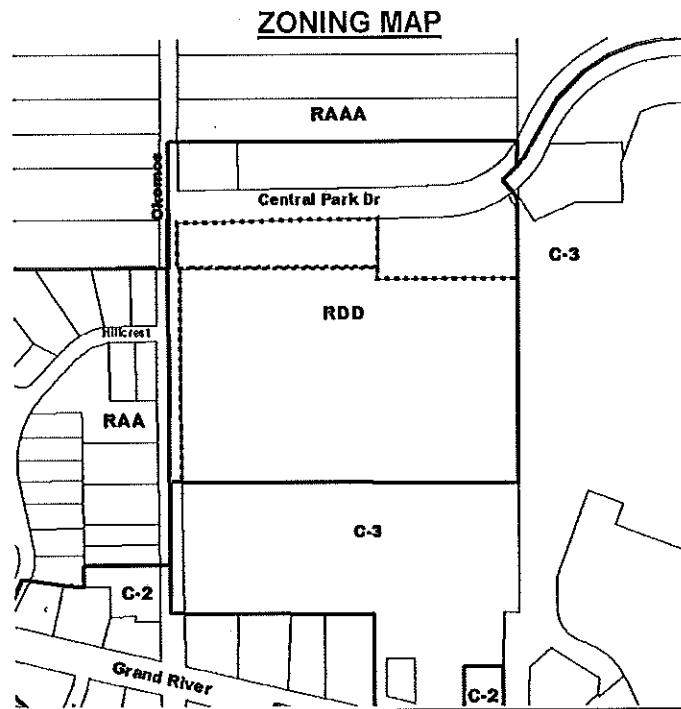 ZONING MAP
RAAA
Okemos
Central Park Dr
C-3
RDD
Hillcrest
RAA
C-3
C-2
Grand River
C-2